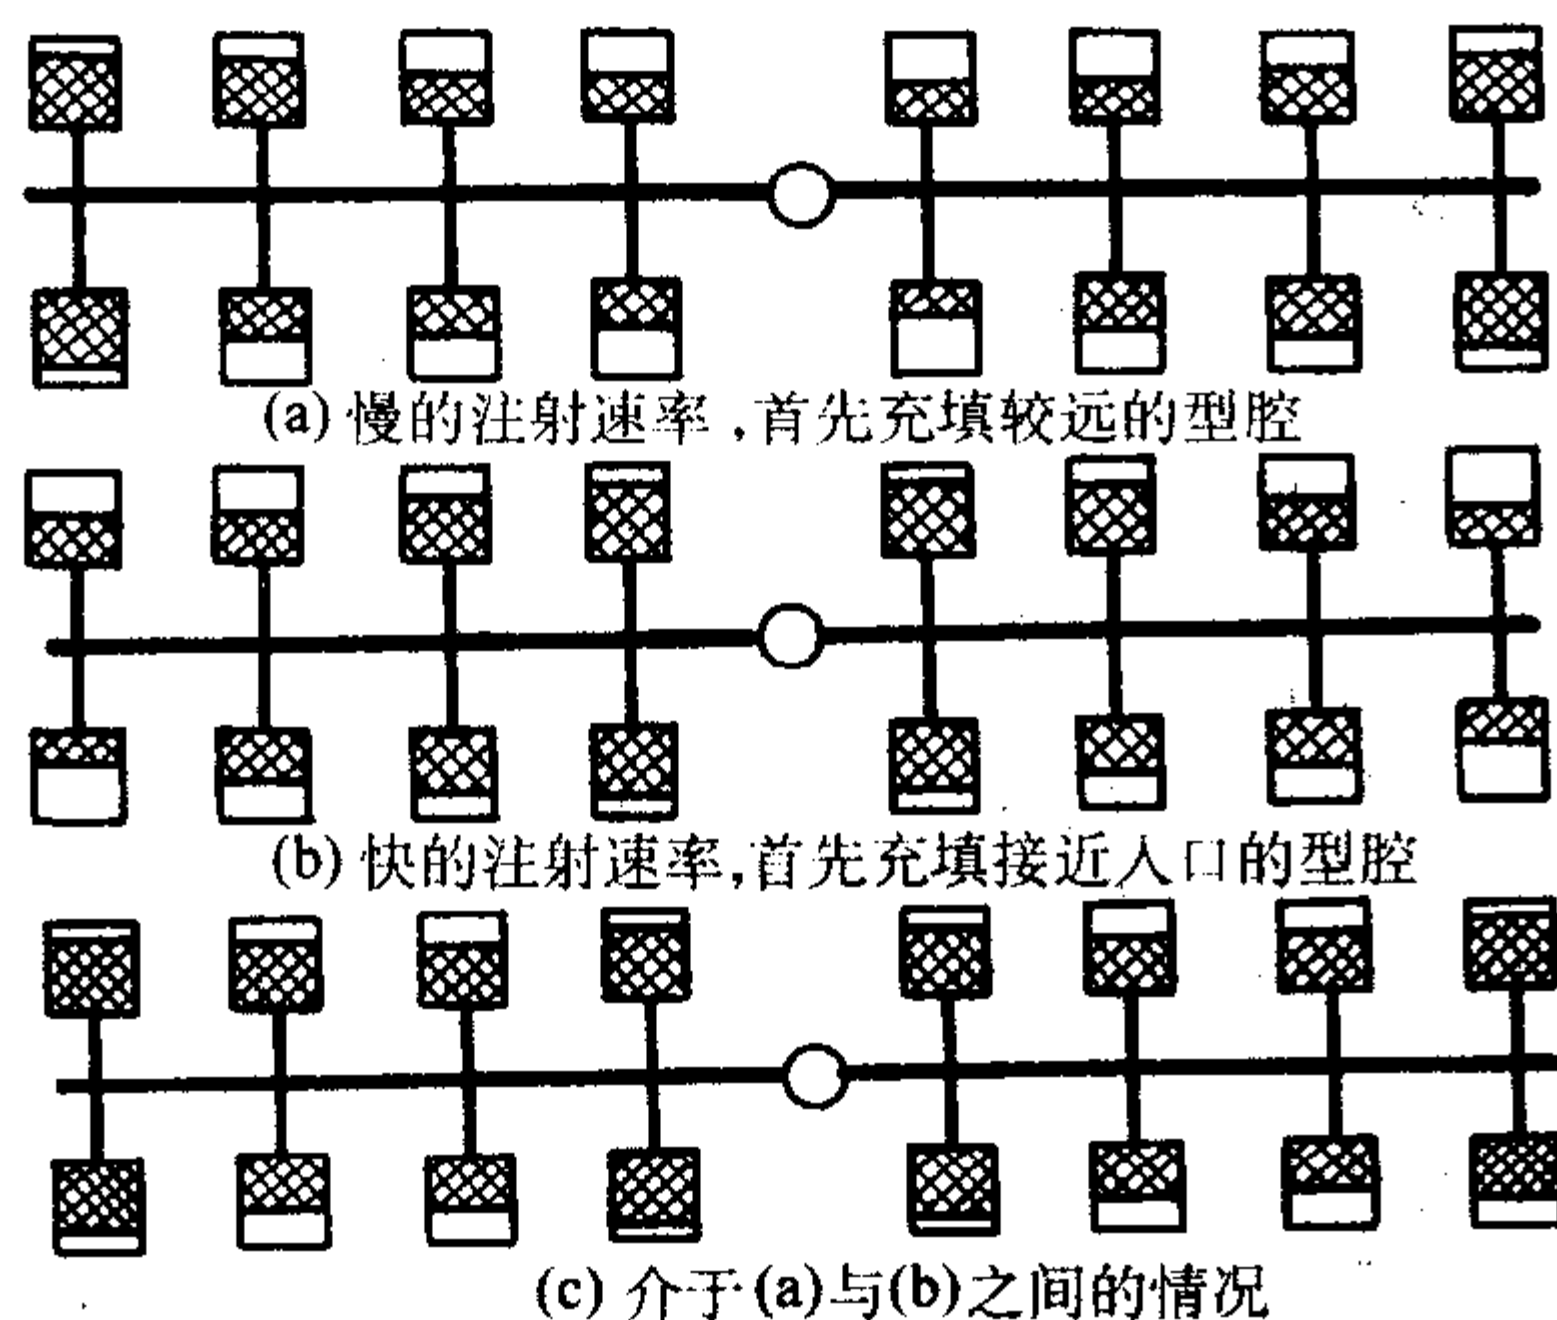 (a) 慢的注射速率,首先充填较远的型腔
(b) 快的注射速率,首先充填接近入口的型腔
(c) 介于(a)与(b)之间的情况